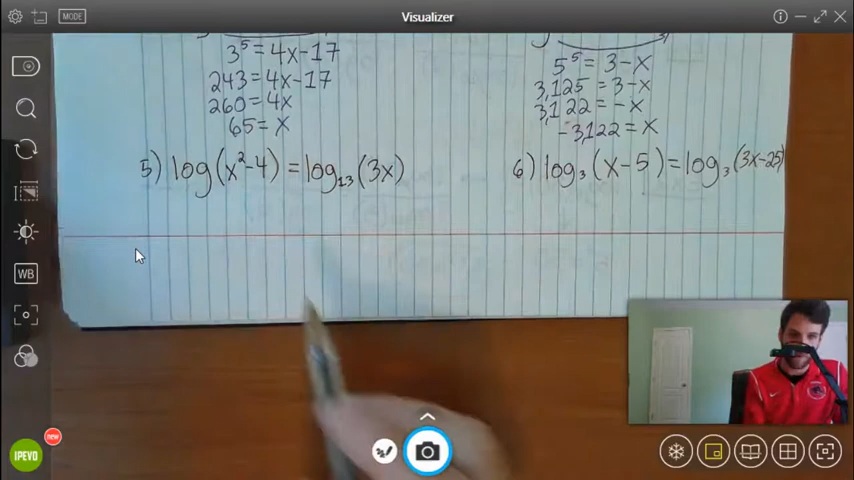 Visualizer
MODE
3⁵ = 4x-17
243 = 4x-17
260 = 4x
65 = x
5⁵ = 3-x
3,125 = 3-x
3,122 = -x
-3,122 = x
5) log(x²-4) = log₁₃(3x)
6) log₃(x-5) = log₃(3x-25)
WB
new
IPEVO